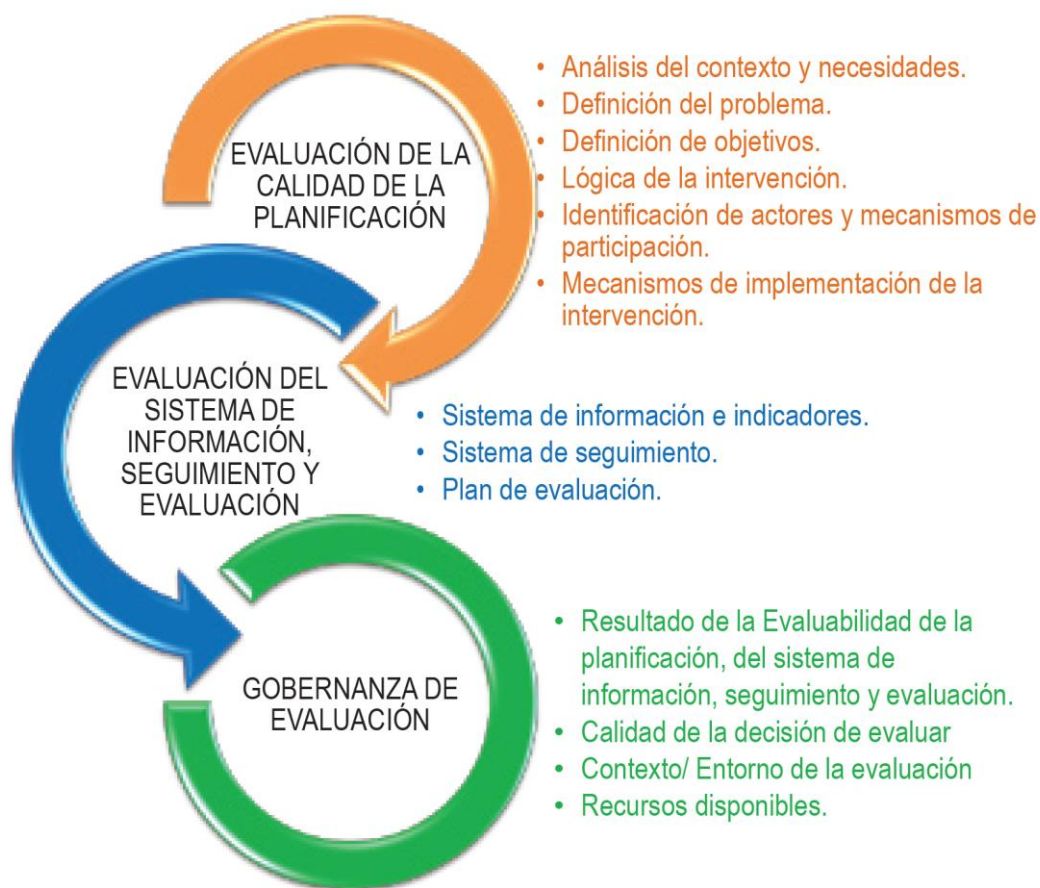 EVALUACIÓN DE LA
CALIDAD DE LA
PLANIFICACIÓN
• Análisis del contexto y necesidades.
• Definición del problema.
• Definición de objetivos.
• Lógica de la intervención.
• Identificación de actores y mecanismos de
participación.
• Mecanismos de implementación de la
intervención.
EVALUACIÓN DEL
SISTEMA DE
INFORMACIÓN,
SEGUIMIENTO Y
EVALUACIÓN
• Sistema de información e indicadores.
• Sistema de seguimiento.
• Plan de evaluación.
GOBERNANZA DE
EVALUACIÓN
• Resultado de la Evaluabilidad de la
planificación, del sistema de
información, seguimiento y evaluación.
• Calidad de la decisión de evaluar
• Contexto/ Entorno de la evaluación
• Recursos disponibles.